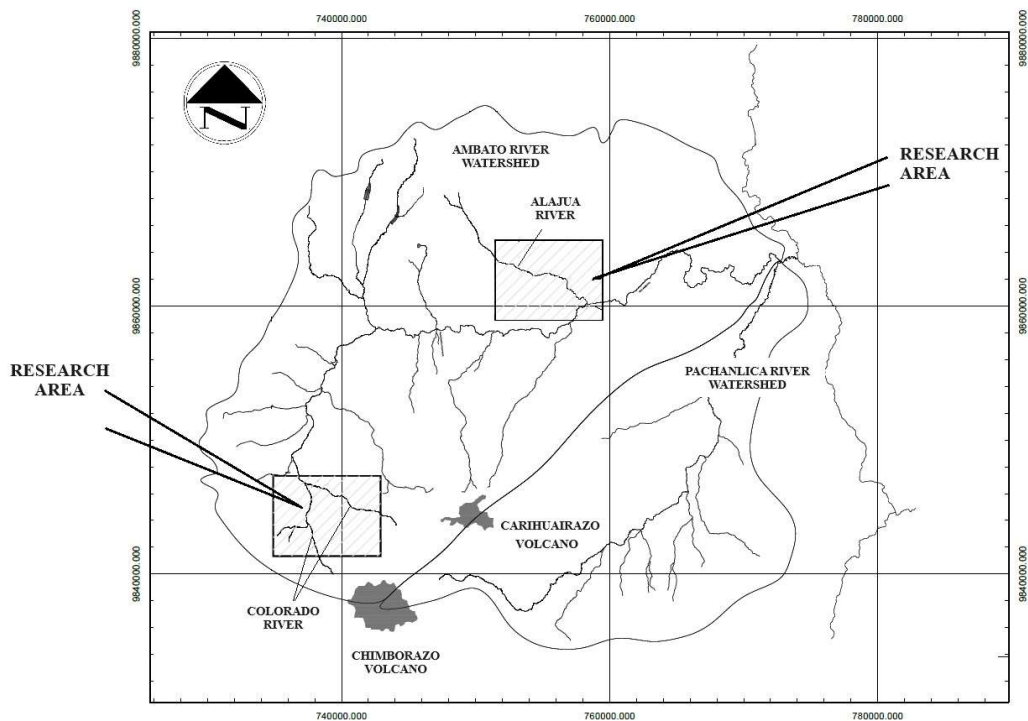 740000.000
760000.000
780000.000
9880000.000
9880000.000
N
AMBATO RIVER
WATERSHED
RESEARCH
AREA
ALAJUA
RIVER
9860000.000
9860000.000
RESEARCH
AREA
PACHANLICA RIVER
WATERSHED
CARIHUAIRAZO
VOLCANO
9840000.000
9840000.000
COLORADO
RIVER
CHIMBORAZO
VOLCANO
740000.000
760000.000
780000.000